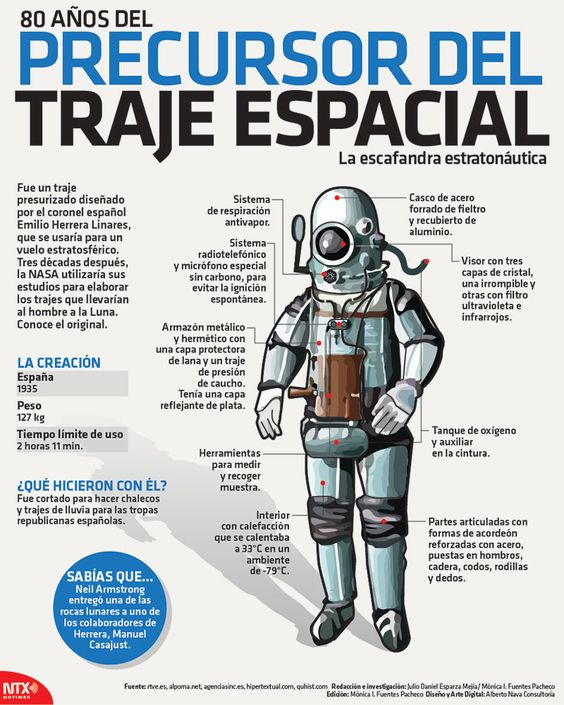 80 AÑOS DEL
PRECURSOR DEL
TRAJE ESPACIAL
La escafandra estratonáutica
Fue un traje
presurizado diseñado
por el coronel español
Emilio Herrera Linares,
que se usaría para un
vuelo estratosférico.
Tres décadas después,
la NASA utilizaría sus
estudios para elaborar
los trajes que llevarían
al hombre a la Luna.
Conoce el original.
LA CREACIÓN
España
1935
Peso
127 kg
Tiempo límite de uso
2 horas 11 min.
¿QUÉ HICIERON CON ÉL?
Fue cortado para hacer chalecos
y trajes de lluvia para las tropas
republicanas españolas.
SABÍAS QUE...
Neil Armstrong
entregó una de las
rocas lunares a uno de
los colaboradores de
Herrera, Manuel
Casajust.
Sistema
de respiración
antivapor.
Sistema
radiotelefónico
y micrófono especial
sin carbono, para
evitar la ignición
espontánea.
Armazón metálico
y hermético con
una capa protectora
de lana y un traje
de presión
de caucho.
Tenía una capa
reflejante de plata.
Herramientas
para medir
y recoger
muestra.
Interior
con calefacción
que se calentaba
a 33°C en un
ambiente
de -79°C.
Casco de acero
forrado de fieltro
y recubierto de
aluminio.
Visor con tres
capas de cristal,
una irrompible y
otras con filtro
ultravioleta e
infrarrojos.
Tanque de oxígeno
y auxiliar
en la cintura.
Partes articuladas con
formas de acordeón
reforzadas con acero,
puestas en hombros,
cadera, codos, rodillas
y dedos.
NTX
NOTIMEX
Fuente: rtve.es, alpoma.net, agenciasinc.es, hipertextual.com, quhist.com Redacción e investigación: Julio Daniel Esparza Mejía/ Mónica I. Fuentes Pacheco
Edición: Mónica I. Fuentes Pacheco Diseño y Arte Digital: Alberto Nava Consultoría